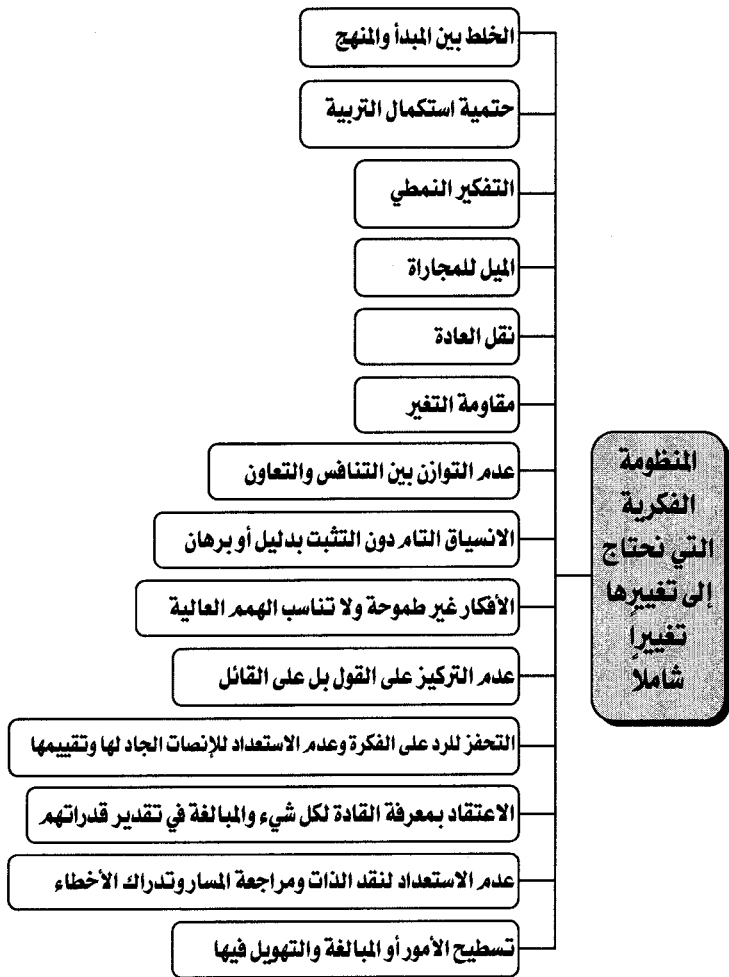 المنظومة
الفكرية
التي نحتاج
إلى تغييرها
تغييراً
شاملاً
الخلط بين المبدأ والمنهج
حتمية استكمال التربية
التفكير النمطي
الميل للمجاراة
نقل العادة
مقاومة التغير
عدم التوازن بين التنافس والتعاون
الانسياق التام دون التثبت بدليل أو برهان
الأفكار غير طموحة ولا تناسب الهمم العالية
عدم التركيز على القول بل على القائل
التحفز للرد على الفكرة وعدم الاستعداد للإنصات الجاد لها وتقييمها
الاعتقاد بمعرفة القادة لكل شيء والمبالغة في تقدير قدراتهم
عدم الاستعداد لنقد الذات ومراجعة المسار وتدراك الأخطاء
تسطيح الأمور أو المبالغة والتهويل فيها